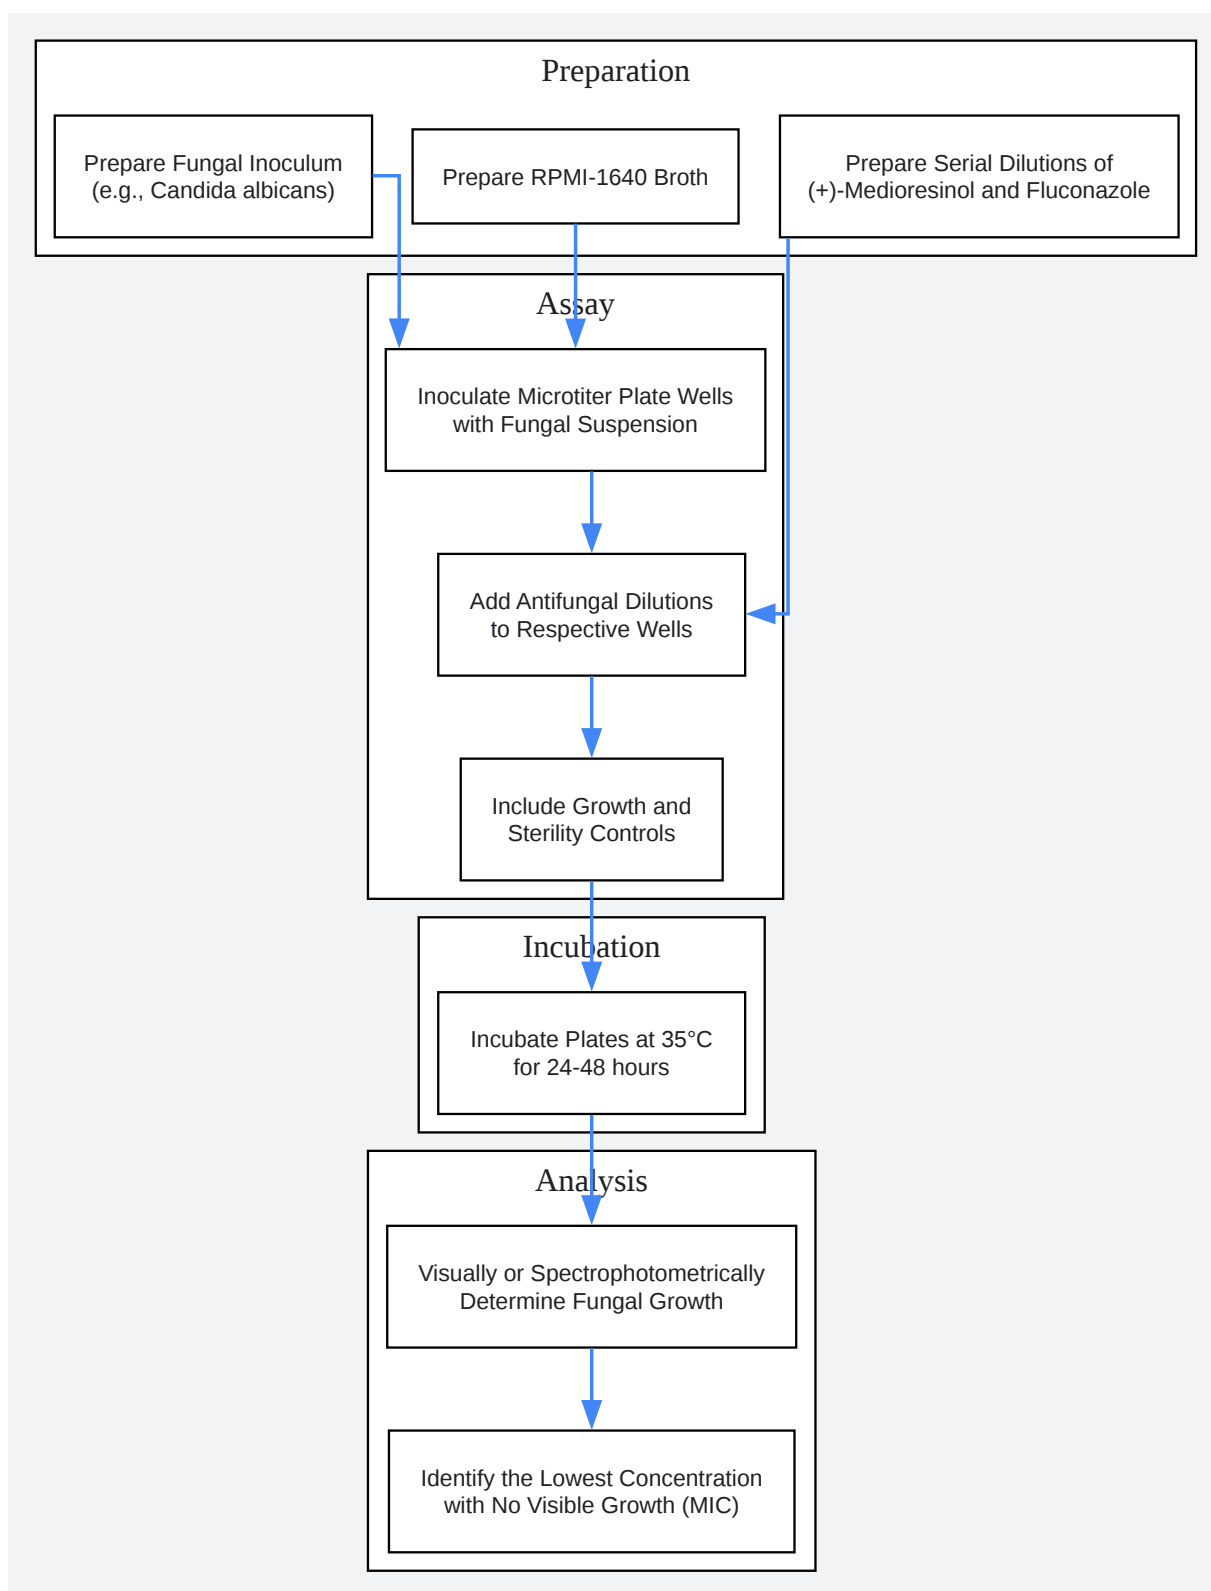 Preparation
Prepare Fungal Inoculum
(e.g., Candida albicans)
Prepare RPMI-1640 Broth
Prepare Serial Dilutions of
(+)-Medioresinol and Fluconazole
Assay
Inoculate Microtiter Plate Wells
with Fungal Suspension
Add Antifungal Dilutions
to Respective Wells
Include Growth and
Sterility Controls
Incubation
Incubate Plates at 35°C
for 24-48 hours
Analysis
Visually or Spectrophotometrically
Determine Fungal Growth
Identify the Lowest Concentration
with No Visible Growth (MIC)